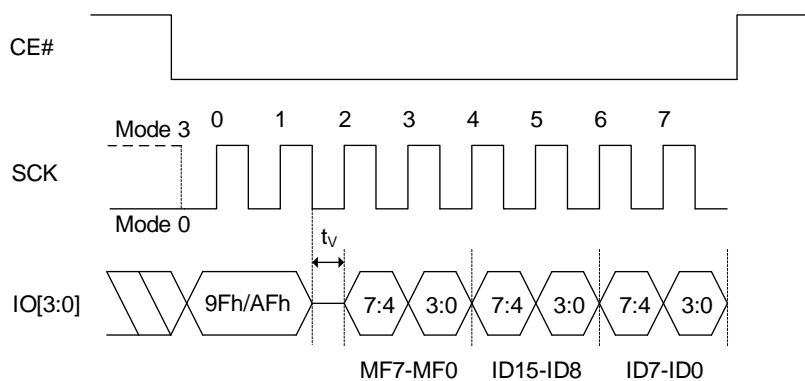 CE#
0 1 2 3 4 5 6 7
Mode 3
SCK
Mode 0
tV
IO[3:0] 9Fh/AFh 7:4 3:0 7:4 3:0 7:4 3:0
MF7-MF0 ID15-ID8 ID7-ID0